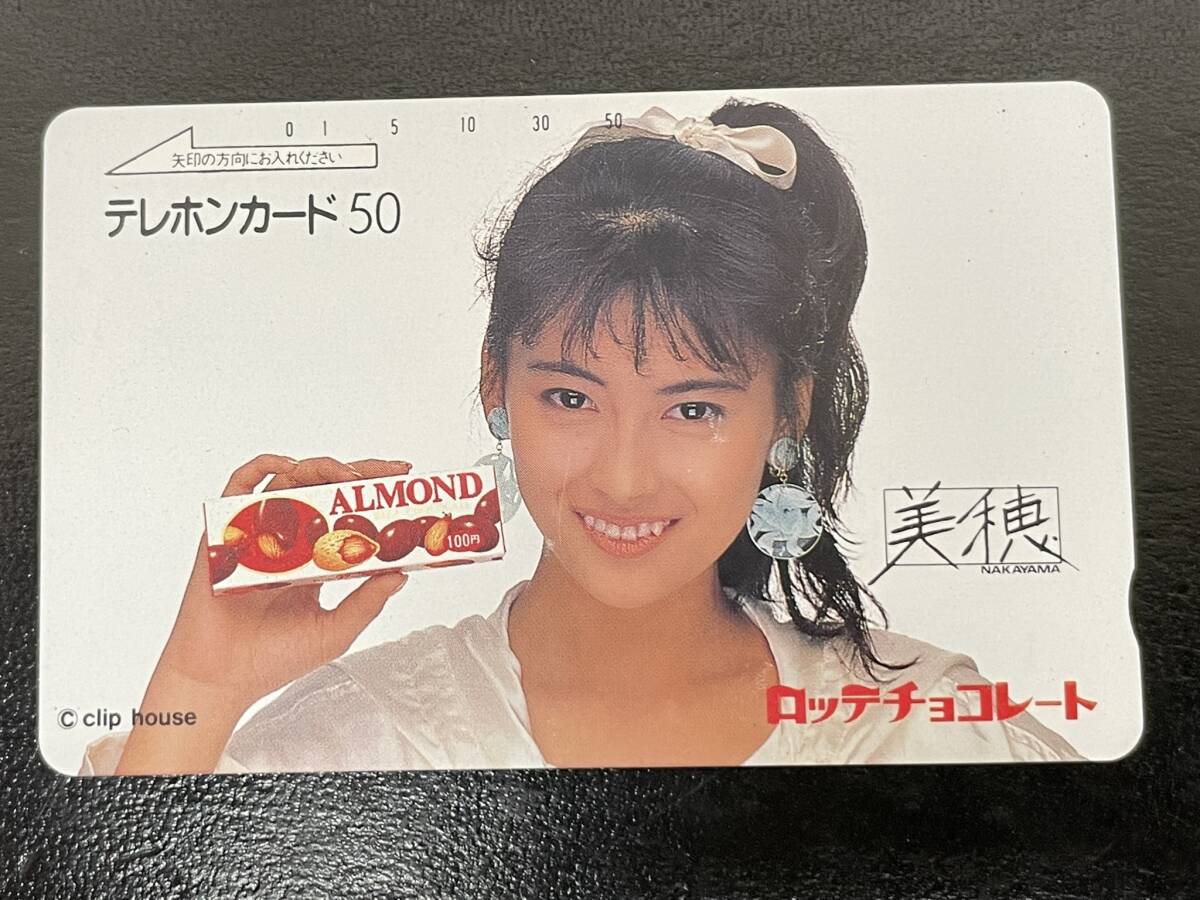 0 1 5 10 30 50
矢印の方向にお入れください
テレホンカード50
ALMOND
100円
美穂
NAKAYAMA
ロッテチョコレート
© clip house